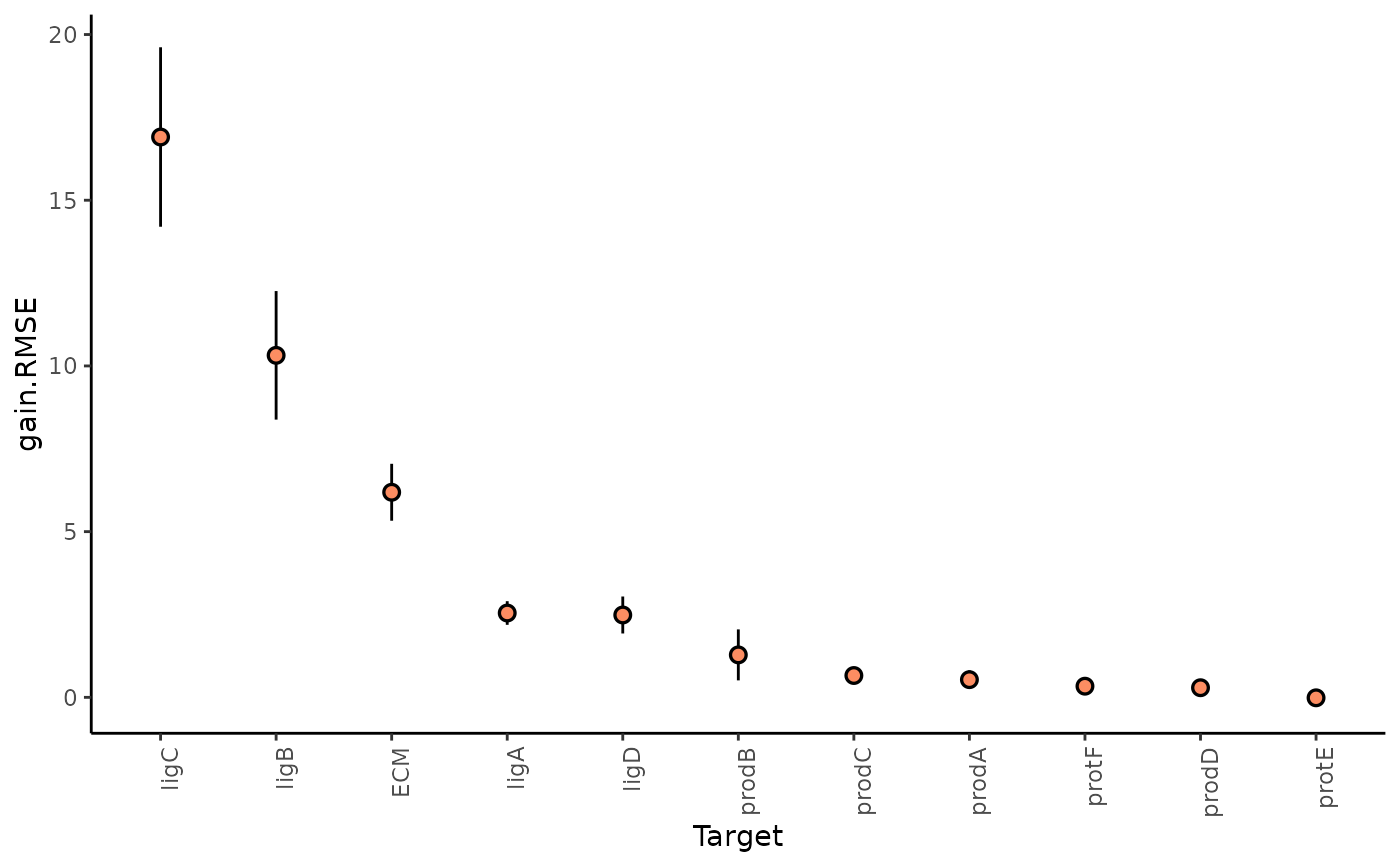 gain.RMSE
20
15
10
5
0
ligC
ligB
ECM
ligA
ligD
prodB
prodC
prodA
protF
prodD
protE
Target